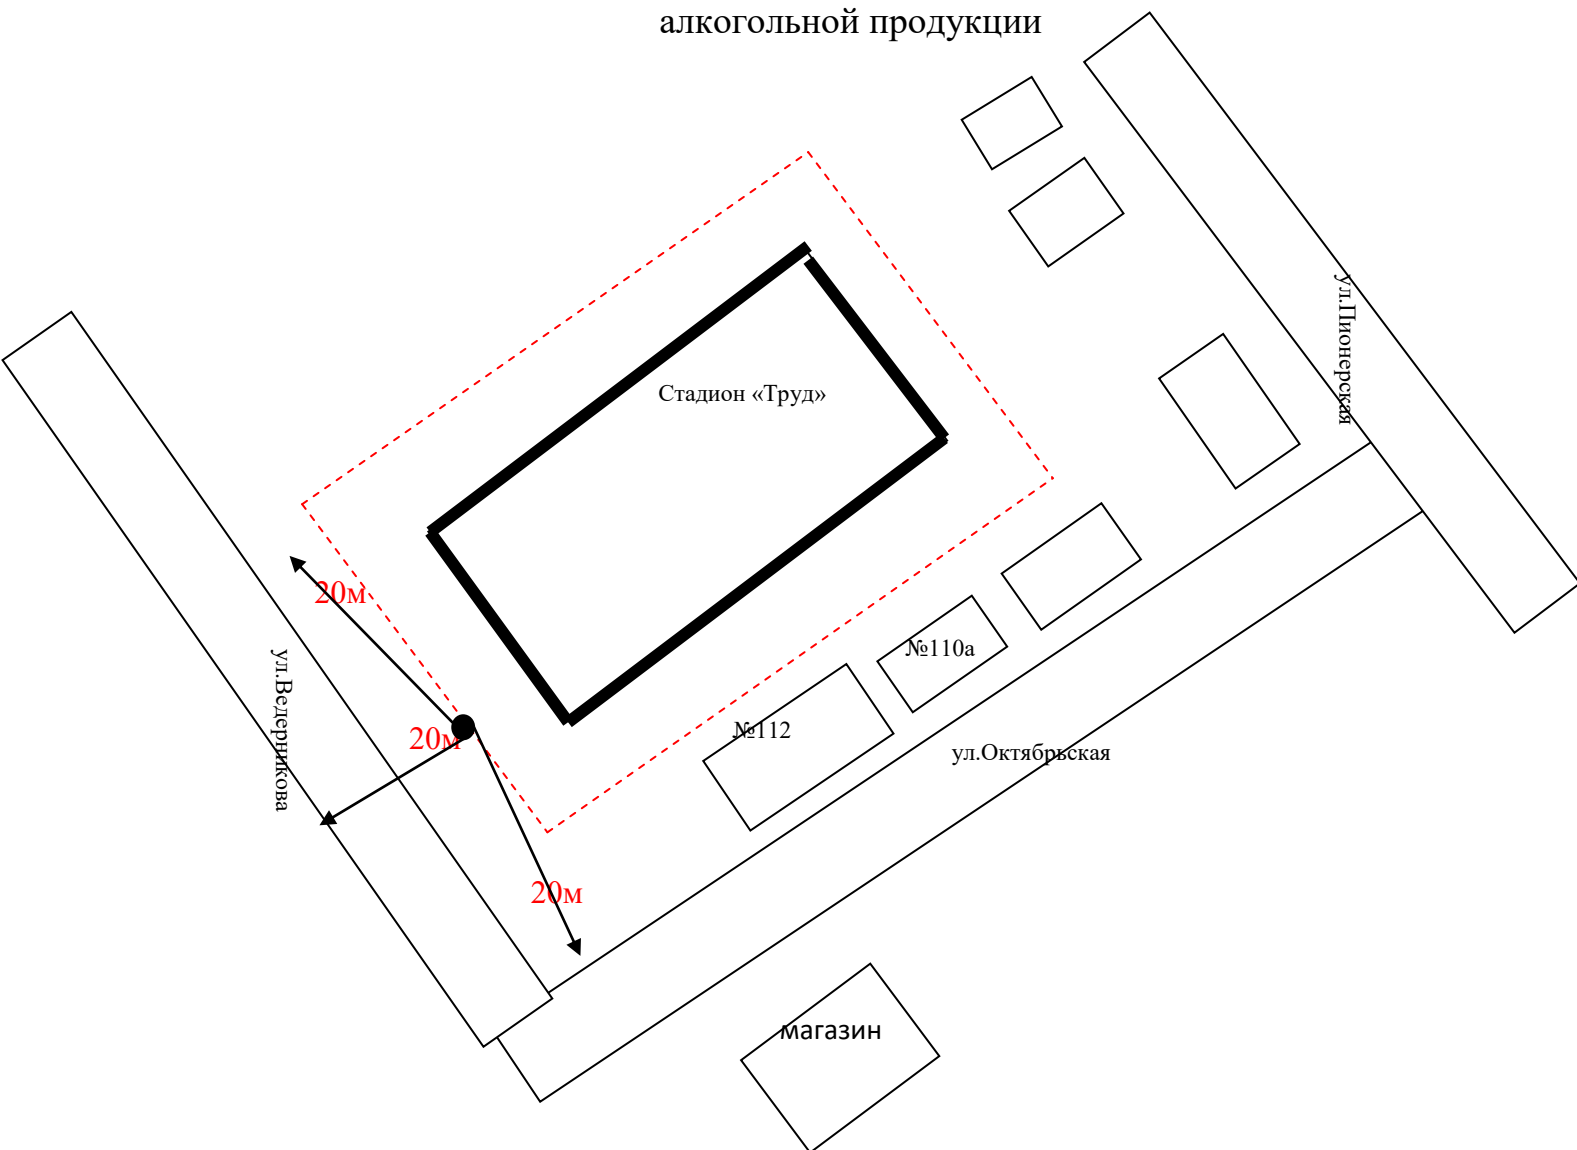 алкогольной продукции
ул.Пионерская
Стадион «Труд»
20м
№110а
ул.Ведерникова
№112
20м
ул.Октябрьская
20м
магазин